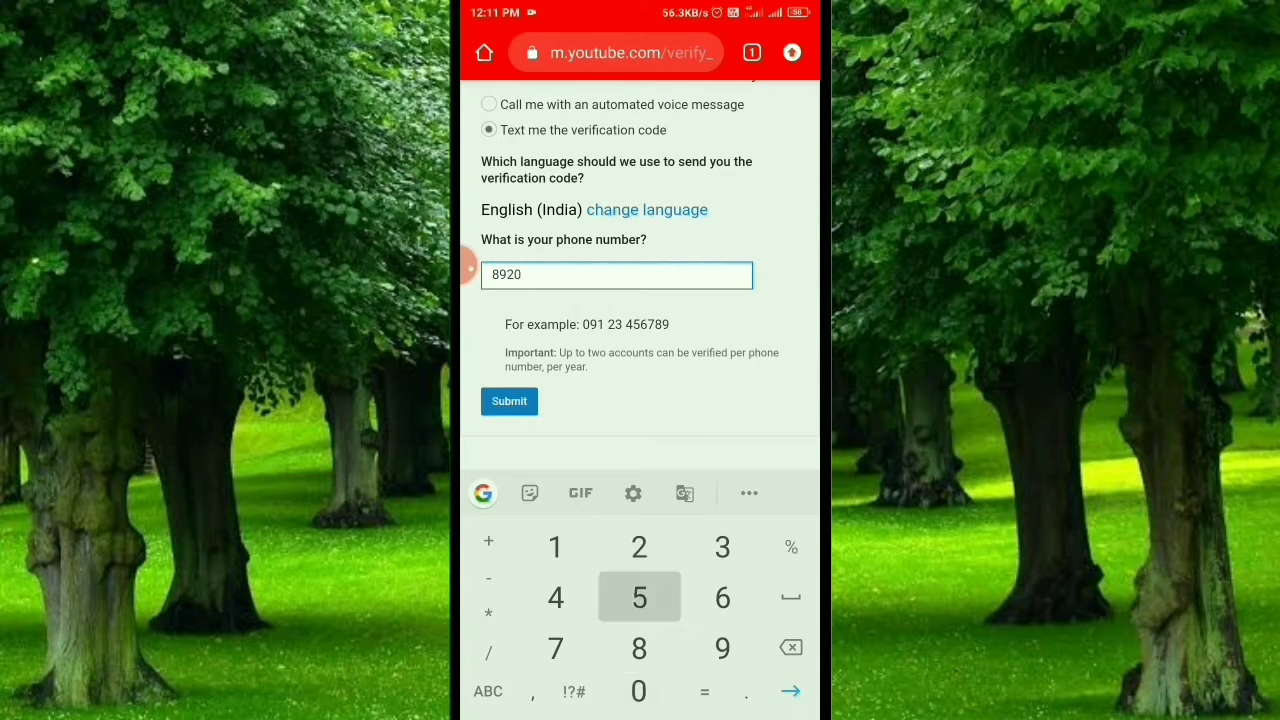 12:11 PM 56.3KB/s 58
m.youtube.com/verify_ 1
Call me with an automated voice message
Text me the verification code
Which language should we use to send you the
verification code?
English (India) change language
What is your phone number?
8920
For example: 091 23 456789
Important: Up to two accounts can be verified per phone
number, per year.
Submit
G GIF •••
+ 1 2 3 %
- 4 5 6
*
/ 7 8 9
ABC , !?# 0 = .